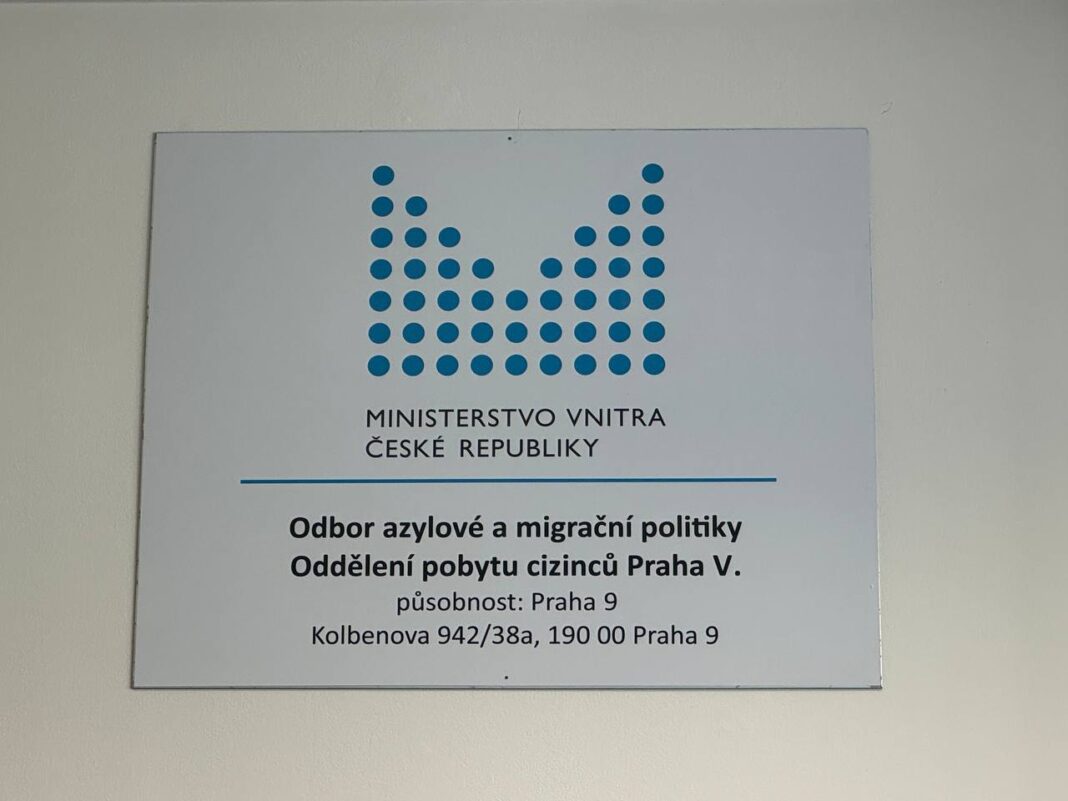 MINISTERSTVO VNITRA
ČESKÉ REPUBLIKY
Odbor azylové a migrační politiky
Oddělení pobytu cizinců Praha V.
působnost: Praha 9
Kolbenova 942/38a, 190 00 Praha 9